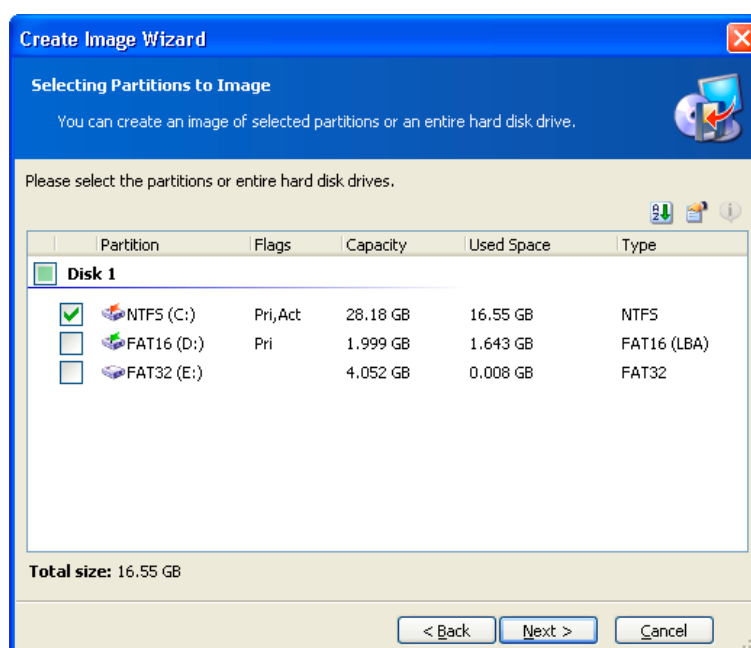 Create Image Wizard
Selecting Partitions to Image
You can create an image of selected partitions or an entire hard disk drive.
Please select the partitions or entire hard disk drives.
Partition Flags Capacity Used Space Type
Disk 1
NTFS (C:) Pri,Act 28.18 GB 16.55 GB NTFS
FAT16 (D:) Pri 1.999 GB 1.643 GB FAT16 (LBA)
FAT32 (E:) 4.052 GB 0.008 GB FAT32
Total size: 16.55 GB
< Back Next > Cancel